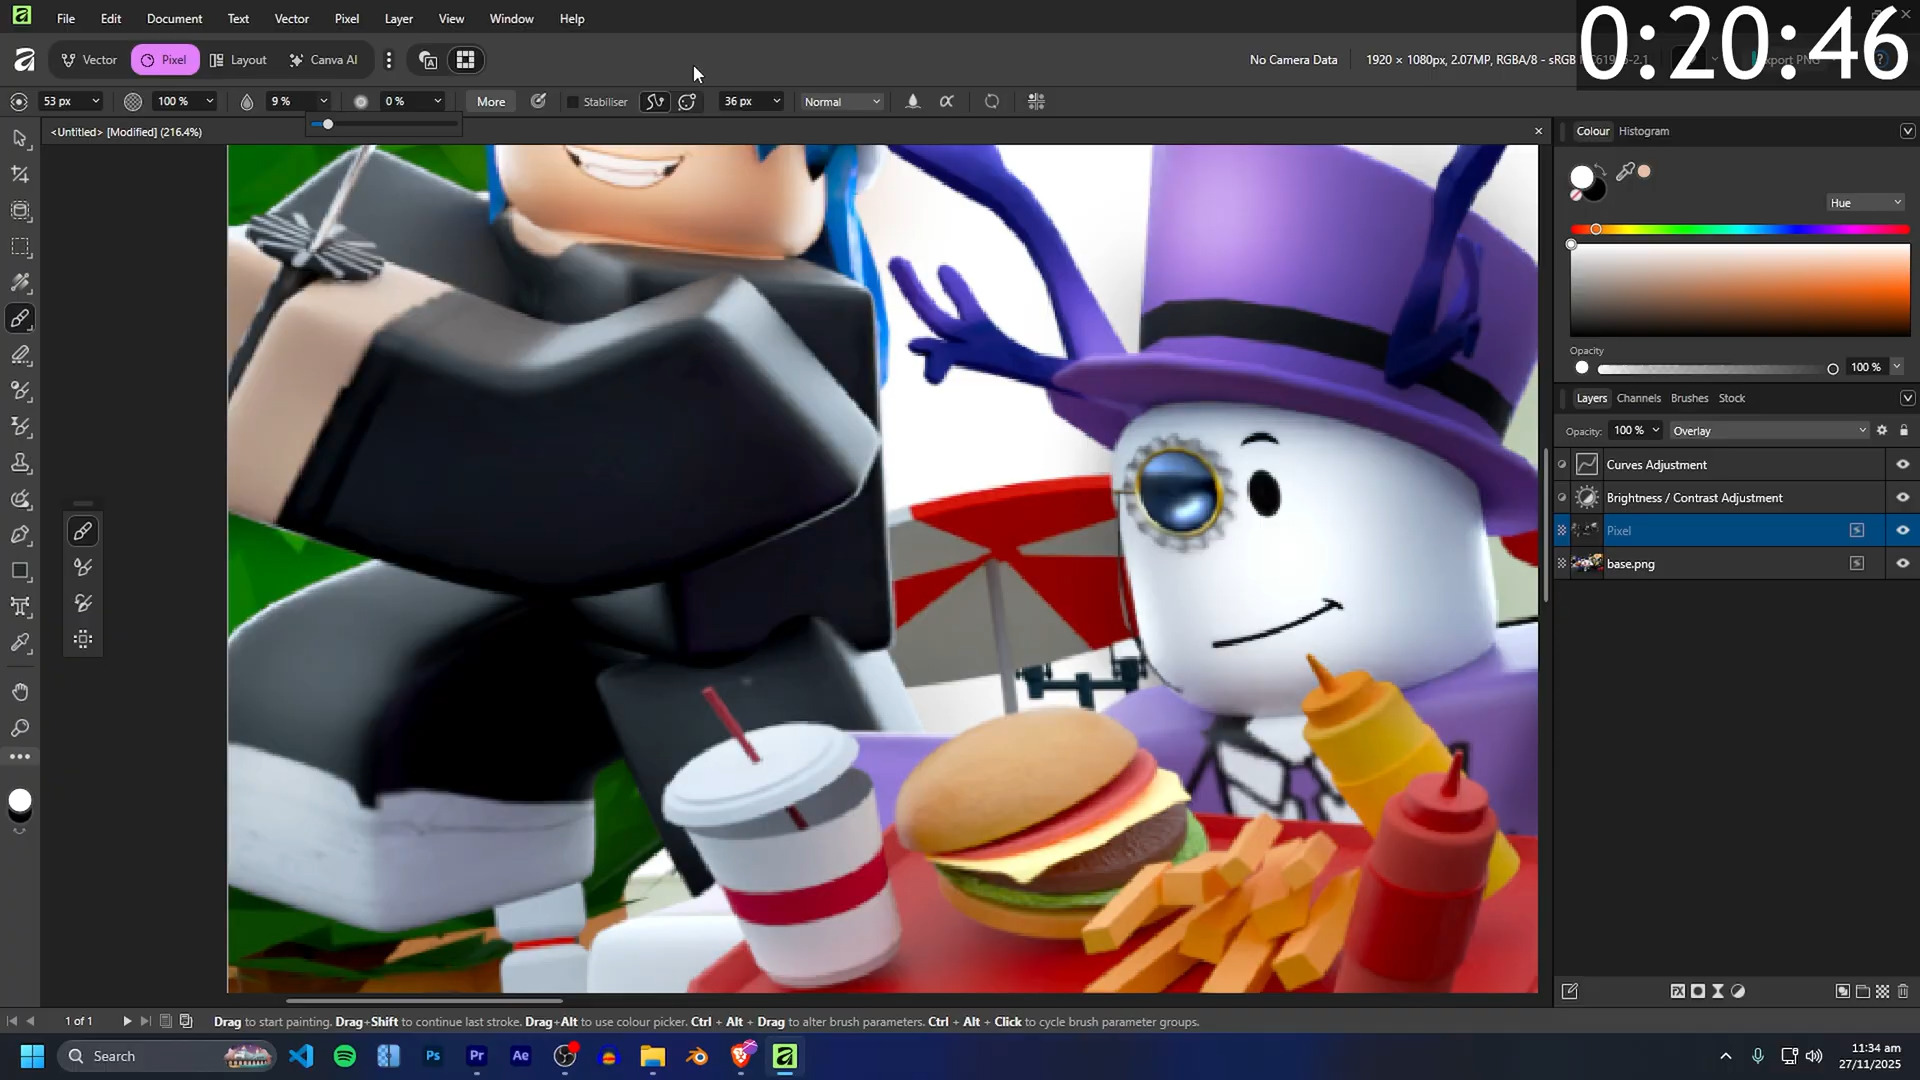 File Edit Document Text Hue Vector Pixel Layer View Window Help
0:20:46
Vector Pixel Layout Canva AI
No Camera Data 1920 × 1080px, 2.07MP, RGBA/8 - sRGB
53 px 100 % 9 % 0 % More Stabiliser 36 px Normal
<Untitled> [Modified] (216.4%)
Colour Histogram
Hue
Opacity
100 %
Layers Channels Brushes Stock
Opacity: 100 % Overlay
Curves Adjustment
Brightness / Contrast Adjustment
Pixel
base.png
1 of 1 Drag to start painting. Drag+Shift to continue last stroke. Drag+Alt to use colour picker. Ctrl + Alt + Drag to alter brush parameters. Ctrl + Alt + Click to cycle brush parameter groups.
Search
11:34 am
27/11/2025